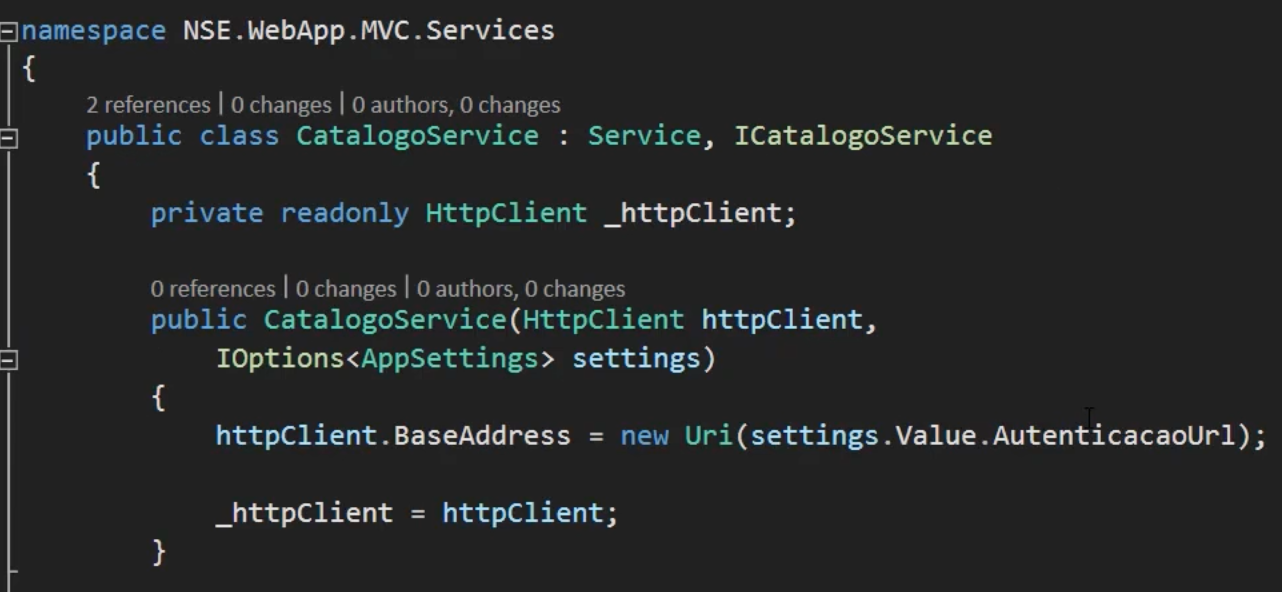 namespace NSE.WebApp.MVC.Services
{
2 references | 0 changes | 0 authors, 0 changes
public class CatalogoService : Service, ICatalogoService
{
private readonly HttpClient _httpClient;
0 references | 0 changes | 0 authors, 0 changes
public CatalogoService(HttpClient httpClient,
IOptions<AppSettings> settings)
{
httpClient.BaseAddress = new Uri(settings.Value.AutenticacaoUrl);
_httpClient = httpClient;
}